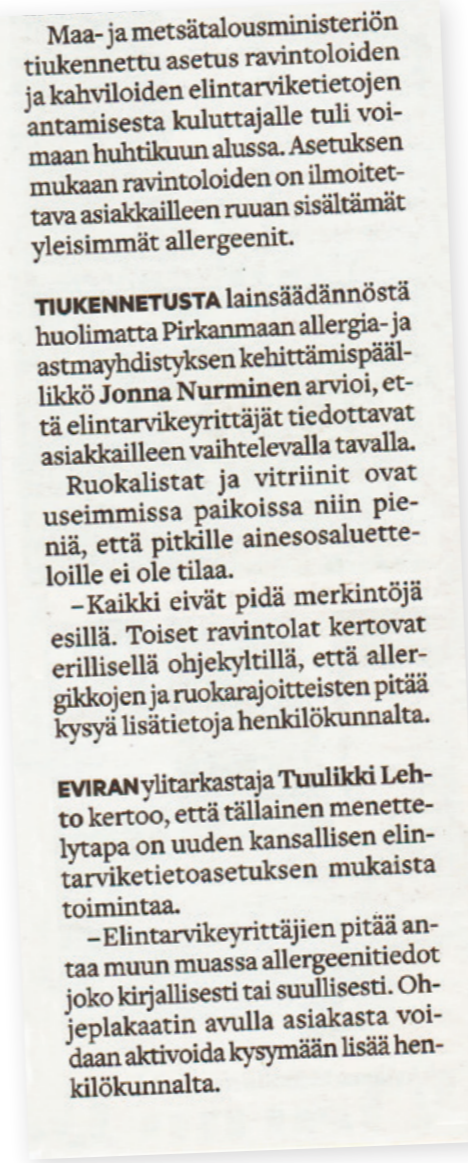 Maa- ja metsätalousministeriön
tiukennettu asetus ravintoloiden
ja kahviloiden elintarviketietojen
antamisesta kuluttajalle tuli voi-
maan huhtikuun alussa. Asetuksen
mukaan ravintoloiden on ilmoitet-
tava asiakkailleen ruuan sisältämät
yleisimmät allergeenit.
TIUKENNETUSTA lainsäädännöstä
huolimatta Pirkanmaan allergia- ja
astmayhdistyksen kehittämispääl-
likkö Jonna Nurminen arvioi, et-
tä elintarvikeyrittäjät tiedottavat
asiakkailleen vaihtelevalla tavalla.
Ruokalistat ja vitriinit ovat
useimmissa paikoissa niin pie-
niä, että pitkille ainesosaluette-
loille ei ole tilaa.
–Kaikki eivät pidä merkintöjä
esillä. Toiset ravintolat kertovat
erillisellä ohjekyltillä, että aller-
gikkojen ja ruokarajoitteisten pitää
kysyä lisätietoja henkilökunnalta.
EVIRAN ylitarkastaja Tuulikki Leh-
to kertoo, että tällainen menette-
lytapa on uuden kansallisen elin-
tarviketietoasetuksen mukaista
toimintaa.
–Elintarvikeyrittäjien pitää an-
taa muun muassa allergeenitiedot
joko kirjallisesti tai suullisesti. Oh-
jeplakaatin avulla asiakasta voi-
daan aktivoida kysymään lisää hen-
kilökunnalta.